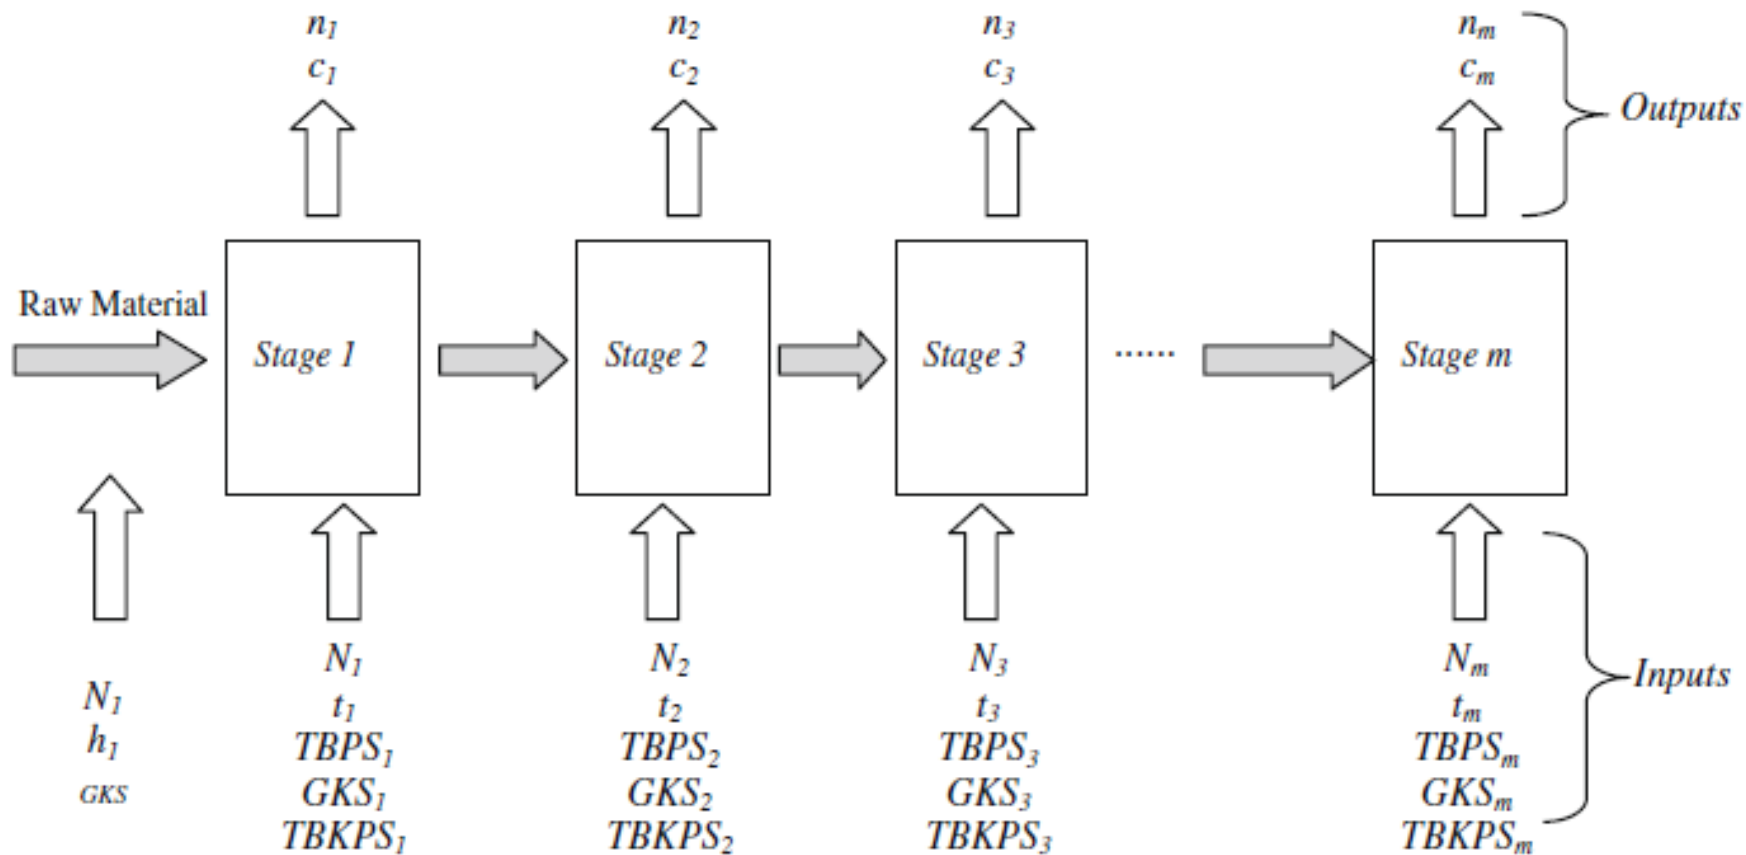 n₁ n₂ n₃ nₘ
c₁ c₂ c₃ cₘ
Outputs
Raw Material
Stage 1 Stage 2 Stage 3 ...... Stage m
N₁ N₁ N₂ N₃ Nₘ
h₁ t₁ t₂ t₃ tₘ
Inputs
GKS TBPS₁ TBPS₂ TBPS₃ TBPSₘ
GKS₁ GKS₂ GKS₃ GKSₘ
TBKPS₁ TBKPS₂ TBKPS₃ TBKPSₘ